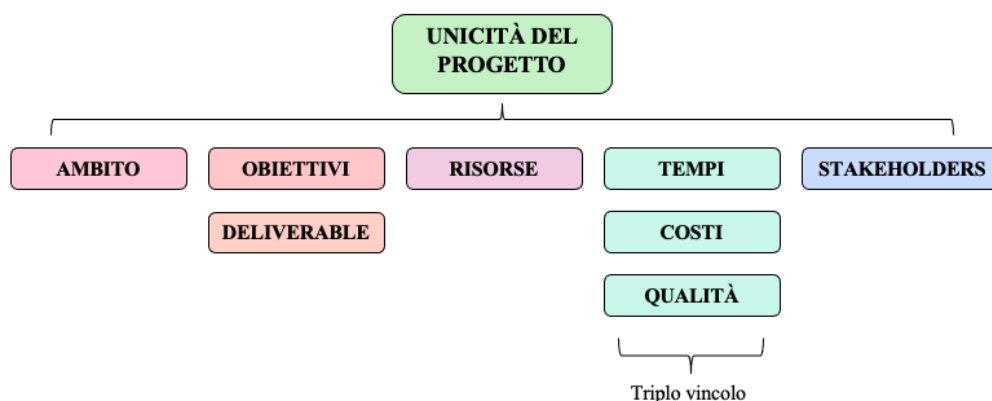 UNICITÀ DEL
PROGETTO
AMBITO
OBIETTIVI
RISORSE
TEMPI
STAKEHOLDERS
DELIVERABLE
COSTI
QUALITÀ
Triplo vincolo